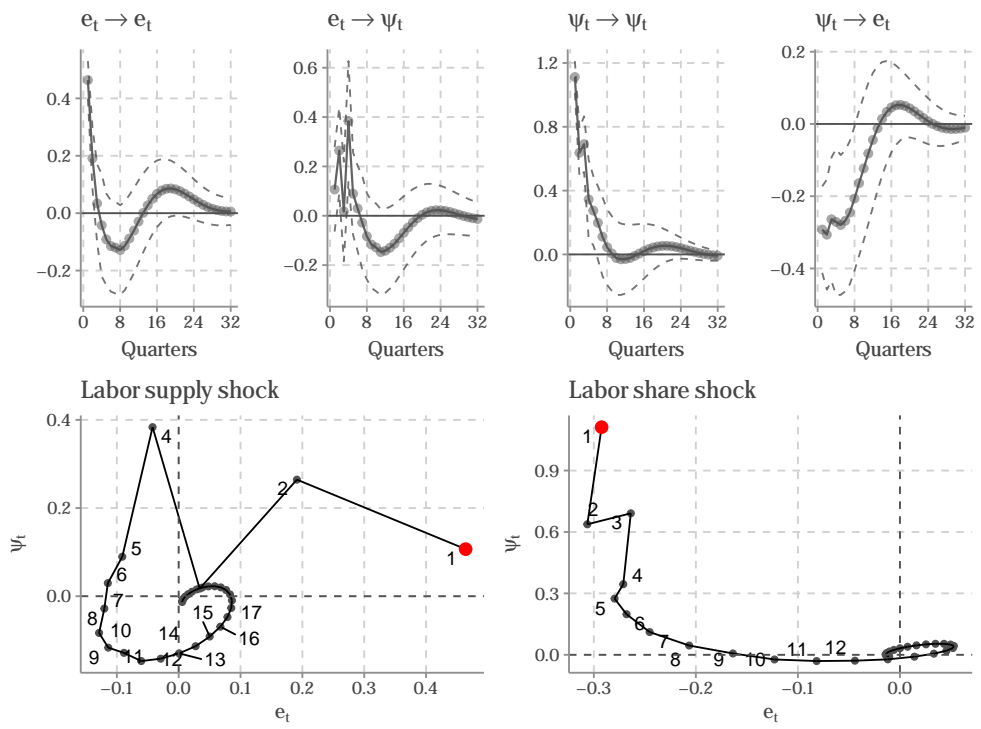 e_t → e_t
e_t → ψ_t
ψ_t → ψ_t
ψ_t → e_t
0.4
0.2
0.0
−0.2
0 8 16 24 32
Quarters
0.6
0.4
0.2
0.0
−0.2
0 8 16 24 32
Quarters
1.2
0.8
0.4
0.0
0 8 16 24 32
Quarters
0.2
0.0
−0.2
−0.4
0 8 16 24 32
Quarters
Labor supply shock
ψ_t
0.4
0.2
0.0
1
2
4
5
6
7
8
9
10
11
12
13
14
15
16
17
−0.1 0.0 0.1 0.2 0.3 0.4
e_t
Labor share shock
ψ_t
0.9
0.6
0.3
0.0
1
2
3
4
5
6
7
8
9
10
11
12
−0.3 −0.2 −0.1 0.0
e_t